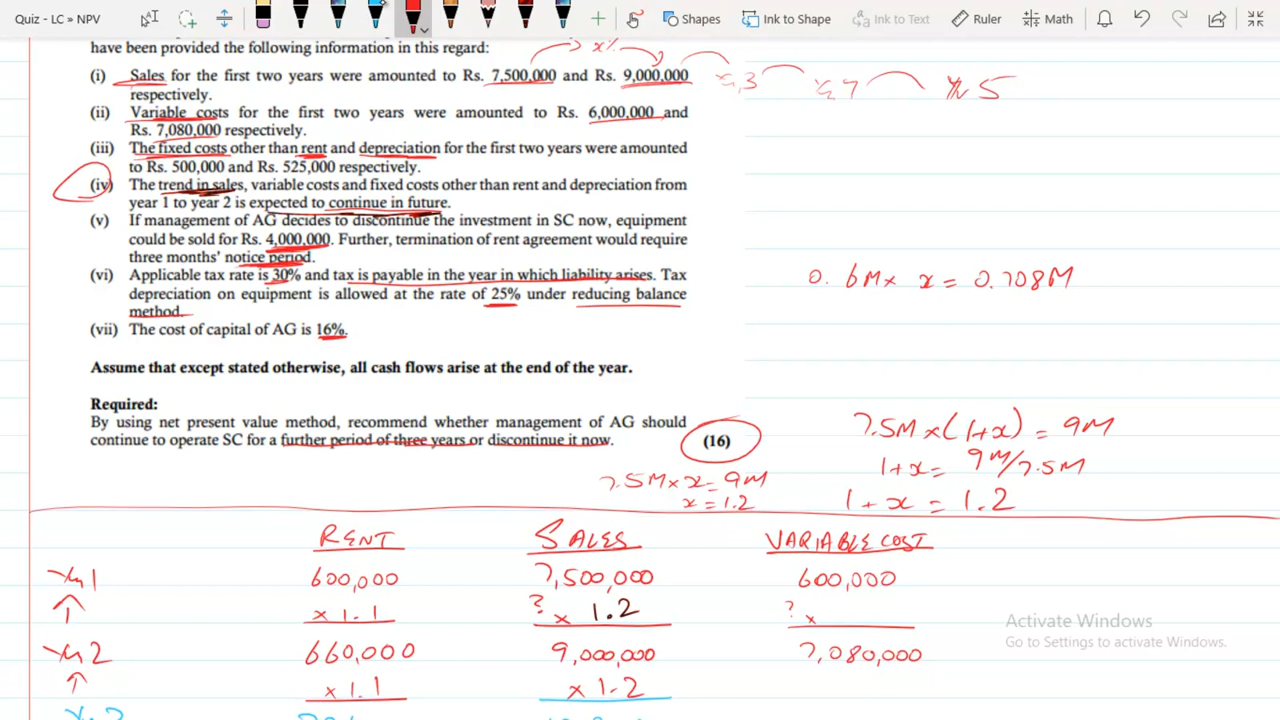 Quiz - LC » NPV
Shapes
Ink to Shape
Ink to Text
Ruler
Math
have been provided the following information in this regard:
x%
(i) Sales for the first two years were amounted to Rs. 7,500,000 and Rs. 9,000,000
respectively.
Yr 5
(ii) Variable costs for the first two years were amounted to Rs. 6,000,000 and
Rs. 7,080,000 respectively.
(iii) The fixed costs other than rent and depreciation for the first two years were amounted
to Rs. 500,000 and Rs. 525,000 respectively.
(iv) The trend in sales, variable costs and fixed costs other than rent and depreciation from
year 1 to year 2 is expected to continue in future.
(v) If management of AG decides to discontinue the investment in SC now, equipment
could be sold for Rs. 4,000,000. Further, termination of rent agreement would require
three months' notice period.
(vi) Applicable tax rate is 30% and tax is payable in the year in which liability arises. Tax
depreciation on equipment is allowed at the rate of 25% under reducing balance
method.
0.6M x x = 0.708M
(vii) The cost of capital of AG is 16%.
Assume that except stated otherwise, all cash flows arise at the end of the year.
Required:
By using net present value method, recommend whether management of AG should
continue to operate SC for a further period of three years or discontinue it now.
(16)
7.5M x (1+x) = 9M
1+x = 9M/7.5M
1+x = 1.2
7.5M x x = 9M
x = 1.2
RENT SALES VARIABLE COST
Yr 1 600,000 7,500,000 600,000
x 1.1 ? x 1.2 ? x
Yr 2 660,000 9,000,000 7,080,000
x 1.1 x 1.2
Activate Windows
Go to Settings to activate Windows.